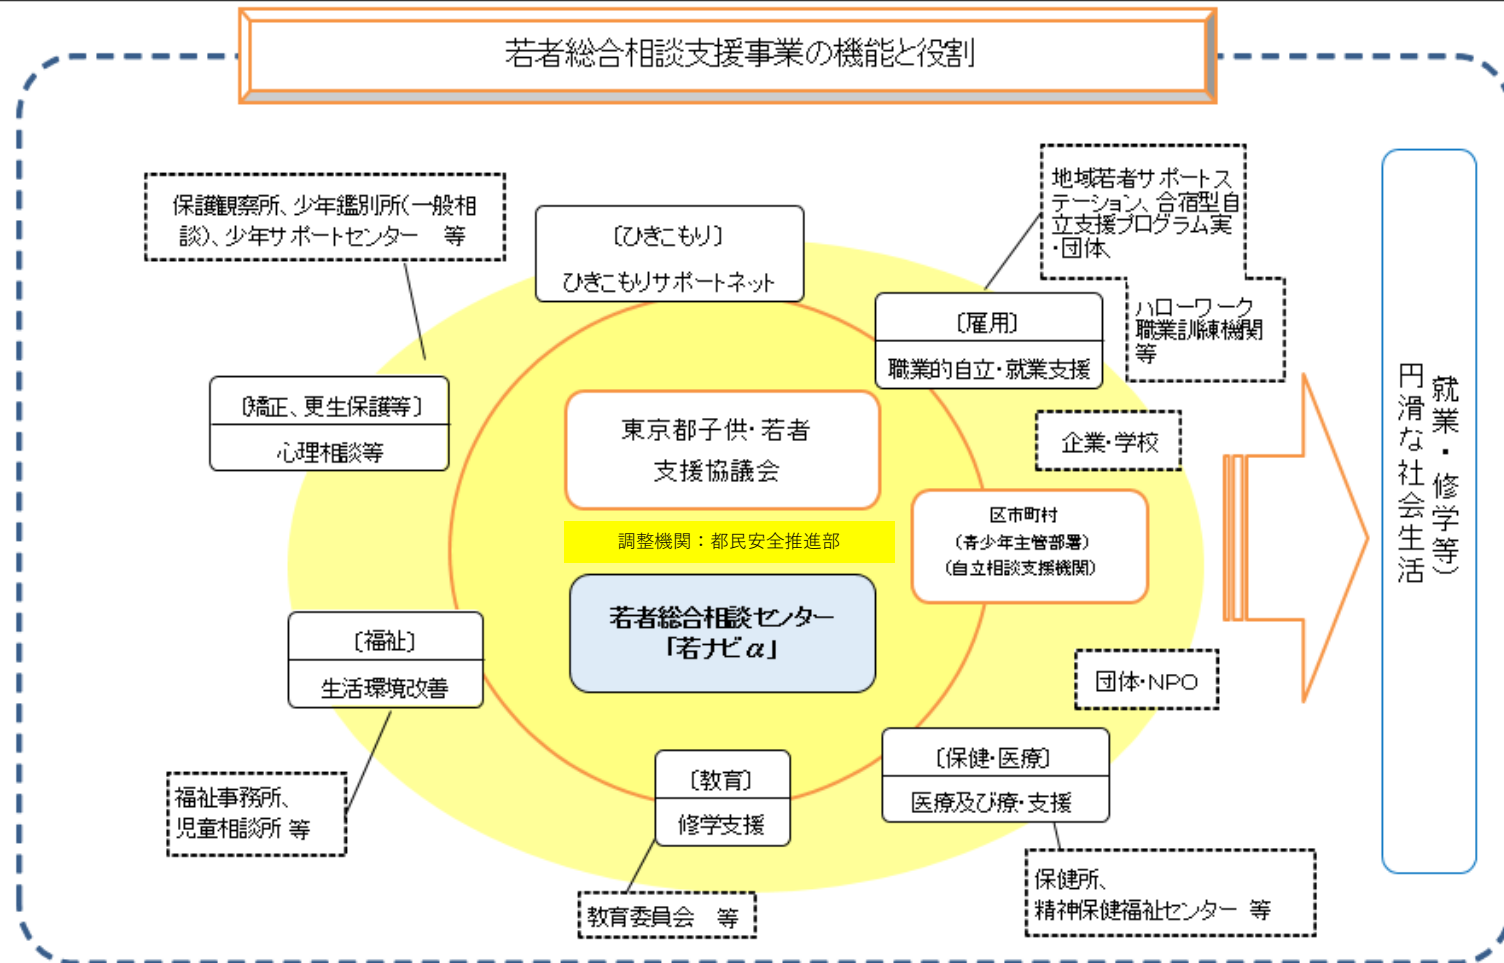 若者総合相談支援事業の機能と役割
保護観察所、少年鑑別所(一般相
談)、少年サポートセンター　等
〔ひきこもり〕
ひきこもりサポートネット
地域若者サポートス
テーション、合宿型自
立支援プログラム実
・団体、
ハローワーク
職業訓練機関
等
〔雇用〕
職業的自立・就業支援
〔矯正、更生保護等〕
心理相談等
東京都子供・若者
支援協議会
企業・学校
調整機関：都民安全推進部
区市町村
(青少年主管部署)
(自立相談支援機関)
若者総合相談センター
「若ナビα」
〔福祉〕
生活環境改善
団体・NPO
〔教育〕
修学支援
〔保健・医療〕
医療及び療・支援
福祉事務所、
児童相談所 等
教育委員会　等
保健所、
精神保健福祉センター 等
就業・修学等）
円滑な社会生活